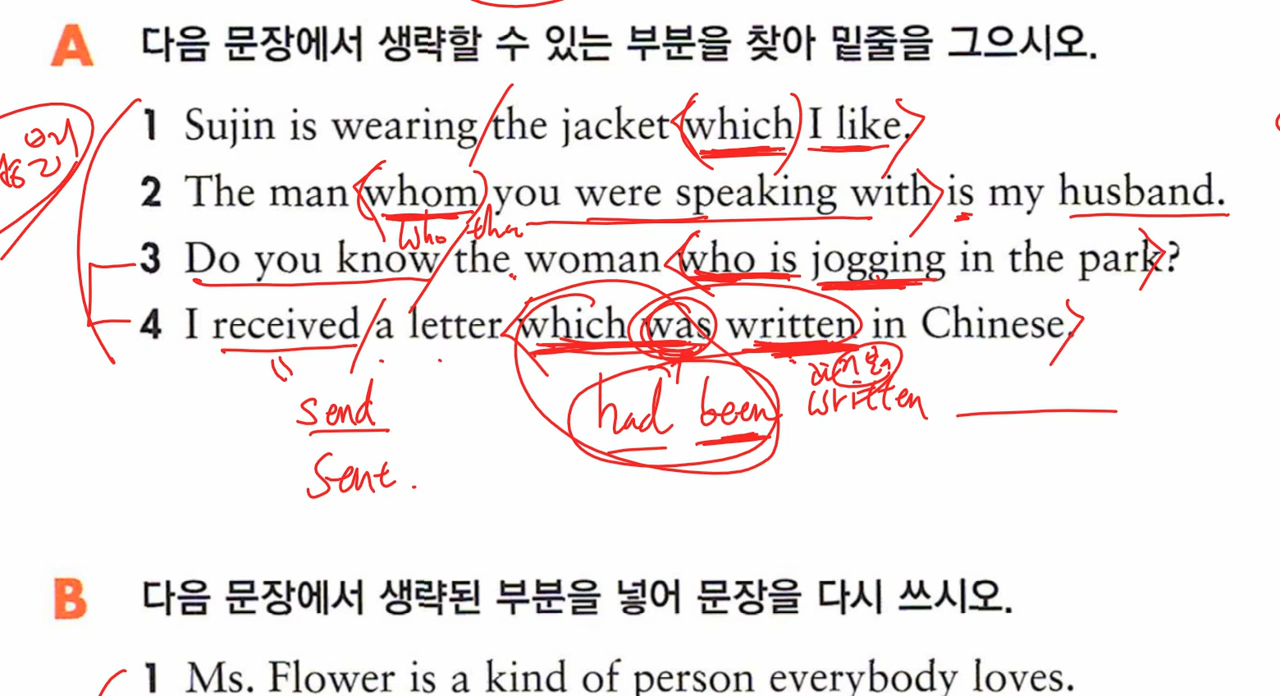 A 다음 문장에서 생략할 수 있는 부분을 찾아 밑줄을 그으시오.
1 Sujin is wearing the jacket which I like.
2 The man whom you were speaking with is my husband.
who tha
3 Do you know the woman who is jogging in the park?
4 I received a letter which was written in Chinese.
send had been written
sent.
B 다음 문장에서 생략된 부분을 넣어 문장을 다시 쓰시오.
1 Ms. Flower is a kind of person everybody loves.